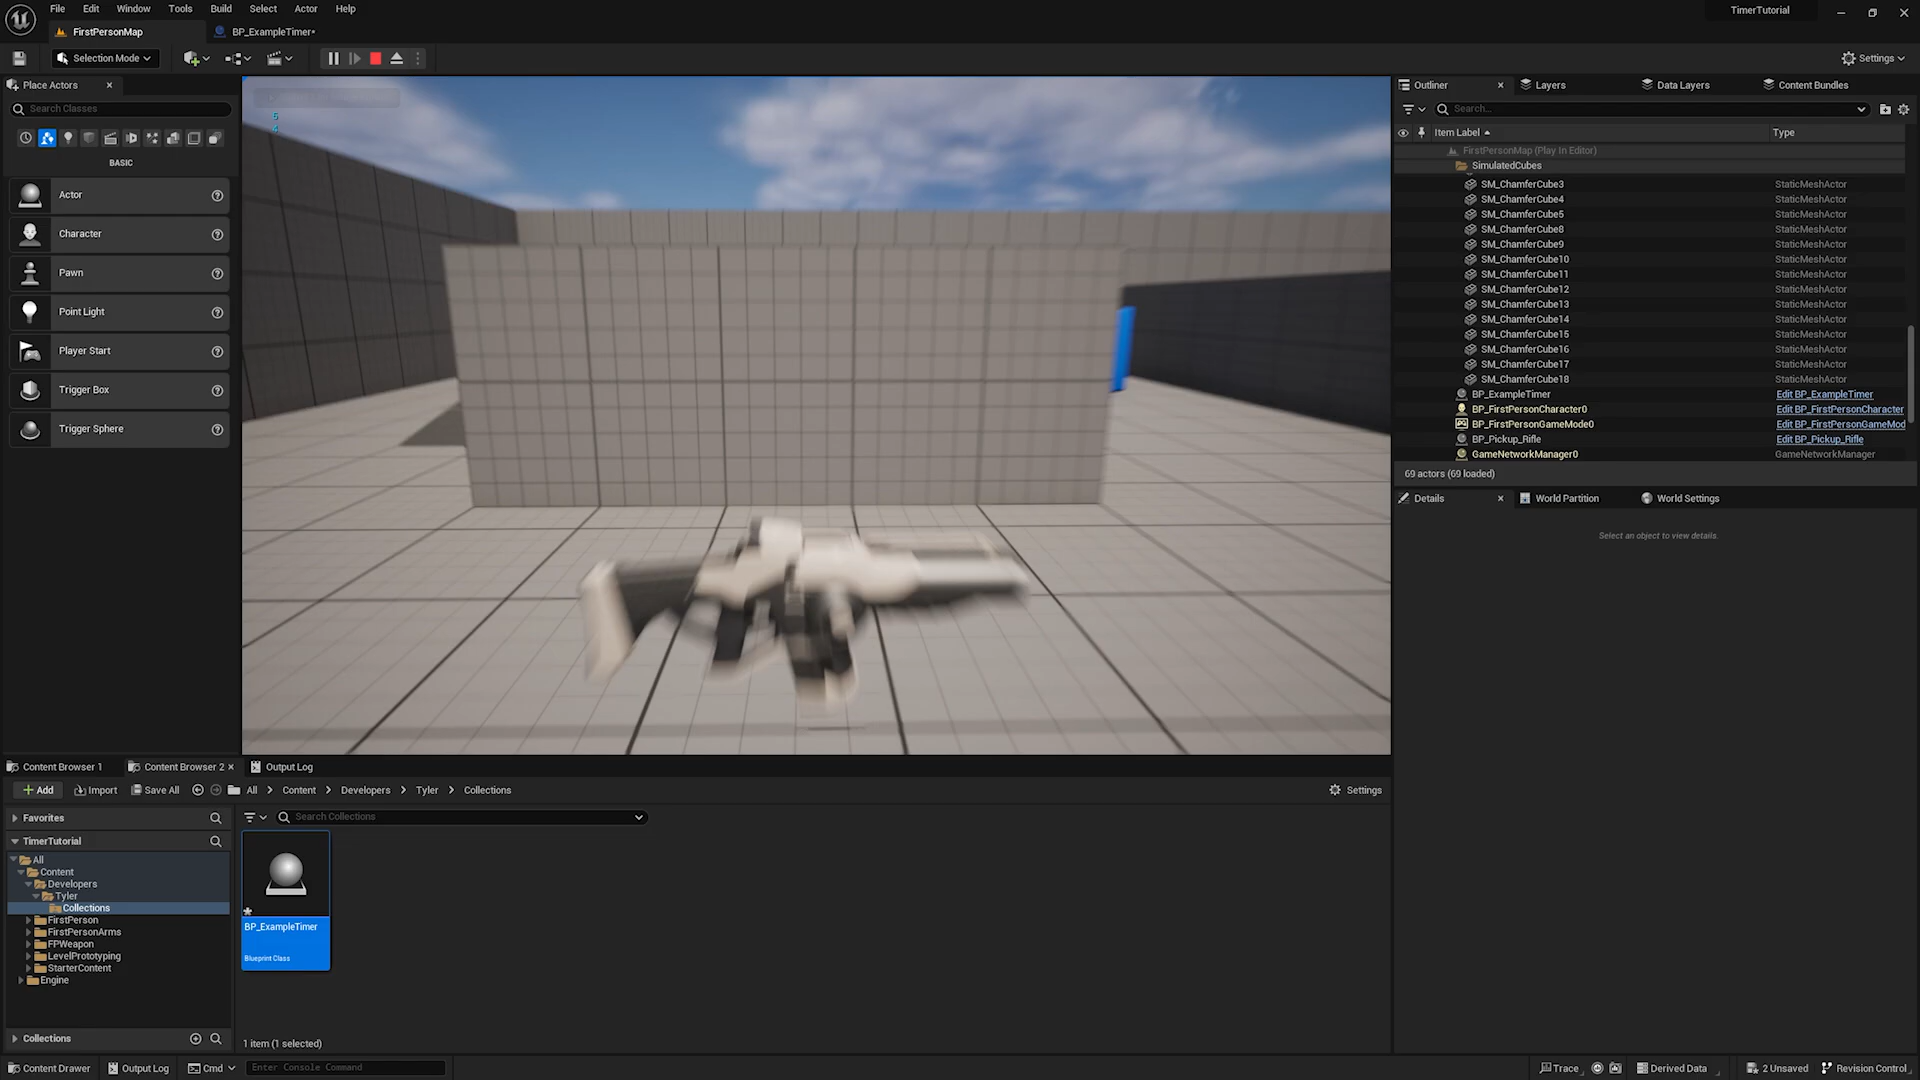 File Edit Window Tools Build Select Actor Help
TimerTutorial
FirstPersonMap
BP_ExampleTimer*
Selection Mode
Settings
Place Actors
Search Classes
BASIC
Actor
Character
Pawn
Point Light
Player Start
Trigger Box
Trigger Sphere
5
4
Outliner
Layers
Data Layers
Content Bundles
Search...
Item Label
Type
FirstPersonMap (Play In Editor)
SimulatedCubes
SM_ChamferCube3 StaticMeshActor
SM_ChamferCube4 StaticMeshActor
SM_ChamferCube5 StaticMeshActor
SM_ChamferCube8 StaticMeshActor
SM_ChamferCube9 StaticMeshActor
SM_ChamferCube10 StaticMeshActor
SM_ChamferCube11 StaticMeshActor
SM_ChamferCube12 StaticMeshActor
SM_ChamferCube13 StaticMeshActor
SM_ChamferCube14 StaticMeshActor
SM_ChamferCube15 StaticMeshActor
SM_ChamferCube16 StaticMeshActor
SM_ChamferCube17 StaticMeshActor
SM_ChamferCube18 StaticMeshActor
BP_ExampleTimer Edit BP_ExampleTimer
BP_FirstPersonCharacter0 Edit BP_FirstPersonCharacter
BP_FirstPersonGameMode0 Edit BP_FirstPersonGameMod
BP_Pickup_Rifle Edit BP_Pickup_Rifle
GameNetworkManager0 GameNetworkManager
69 actors (69 loaded)
Details
World Partition
World Settings
Select an object to view details.
Content Browser 1
Content Browser 2
Output Log
Add
Import
Save All
All > Content > Developers > Tyler > Collections
Settings
Favorites
Search Collections
TimerTutorial
All
Content
Developers
Tyler
Collections
FirstPerson
FirstPersonArms
FPWeapon
LevelPrototyping
StarterContent
Engine
BP_ExampleTimer
Blueprint Class
Collections
1 item (1 selected)
Content Drawer
Output Log
Cmd
Enter Console Command
Trace
Derived Data
2 Unsaved
Revision Control